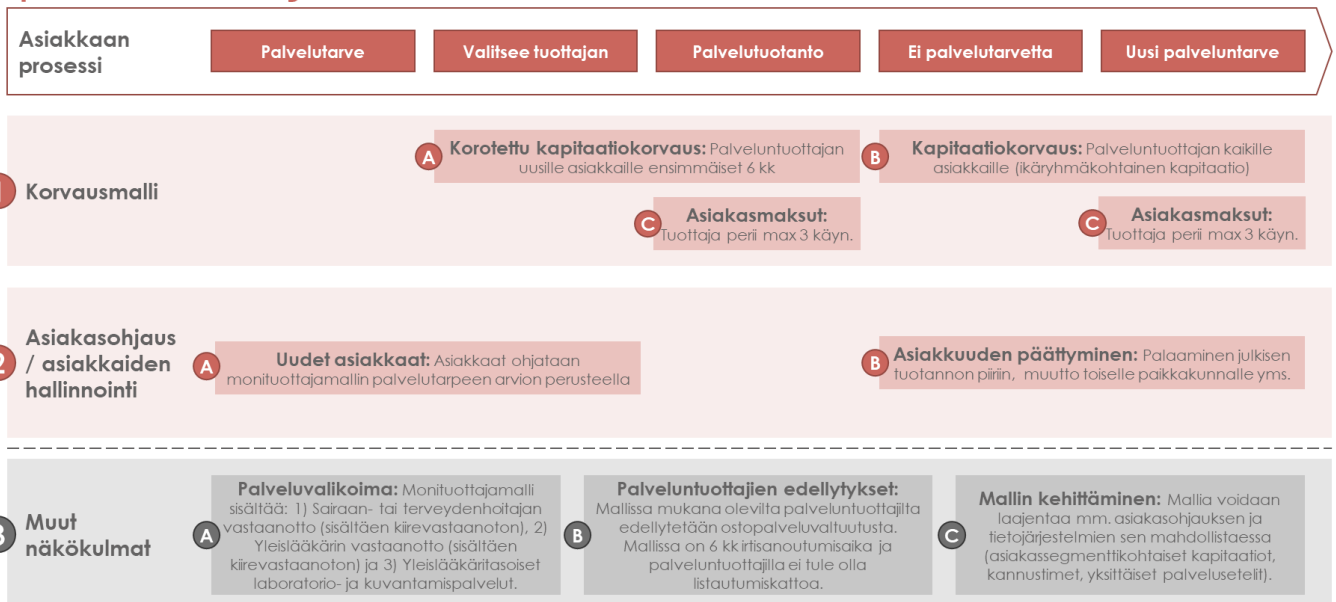 Asiakkaan
prosessi
Palvelutarve
Valitsee tuottajan
Palvelutuotanto
Ei palvelutarvetta
Uusi palveluntarve
1
Korvausmalli
A
Korotettu kapitaatiokorvaus: Palveluntuottajan
uusille asiakkaille ensimmäiset 6 kk
B
Kapitaatiokorvaus: Palveluntuottajan kaikille
asiakkaille (ikäryhmäkohtainen kapitaatio)
C
Asiakasmaksut:
Tuottaja perii max 3 käyn.
C
Asiakasmaksut:
Tuottaja perii max 3 käyn.
2
Asiakasohjaus
/ asiakkaiden
hallinnointi
A
Uudet asiakkaat: Asiakkaat ohjataan
monituottajamallin palvelutarpeen arvion perusteella
B
Asiakkuuden päättyminen: Palaaminen julkisen
tuotannon piiriin, muutto toiselle paikkakunnalle yms.
3
Muut
näkökulmat
A
Palveluvalikoima: Monituottajamalli
sisältää: 1) Sairaan- tai terveydenhoitajan
vastaanotto (sisältäen kiirevastaanoton), 2)
Yleislääkärin vastaanotto (sisältäen
kiirevastaanoton) ja 3) Yleislääkäritasoiset
laboratorio- ja kuvantamispalvelut.
B
Palveluntuottajien edellytykset:
Mallissa mukana olevilta palveluntuottajilta
edellytetään ostopalveluvaltuutusta.
Mallissa on 6 kk irtisanoutumisaika ja
palveluntuottajilla ei tule olla
listautumiskattoa.
C
Mallin kehittäminen: Mallia voidaan
laajentaa mm. asiakasohjauksen ja
tietojärjestelmien sen mahdollistaessa
(asiakassegmenttikohtaiset kapitaatiot,
kannustimet, yksittäiset palvelusetelit).